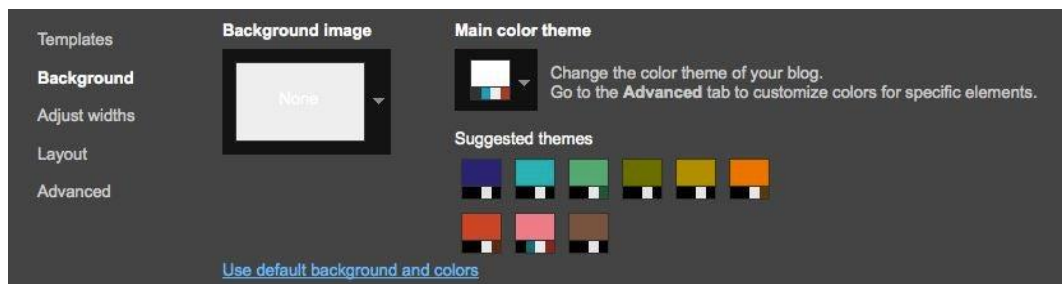 Templates
Background
Adjust widths
Layout
Advanced
Background image
None
Use default background and colors
Main color theme
Change the color theme of your blog.
Go to the Advanced tab to customize colors for specific elements.
Suggested themes